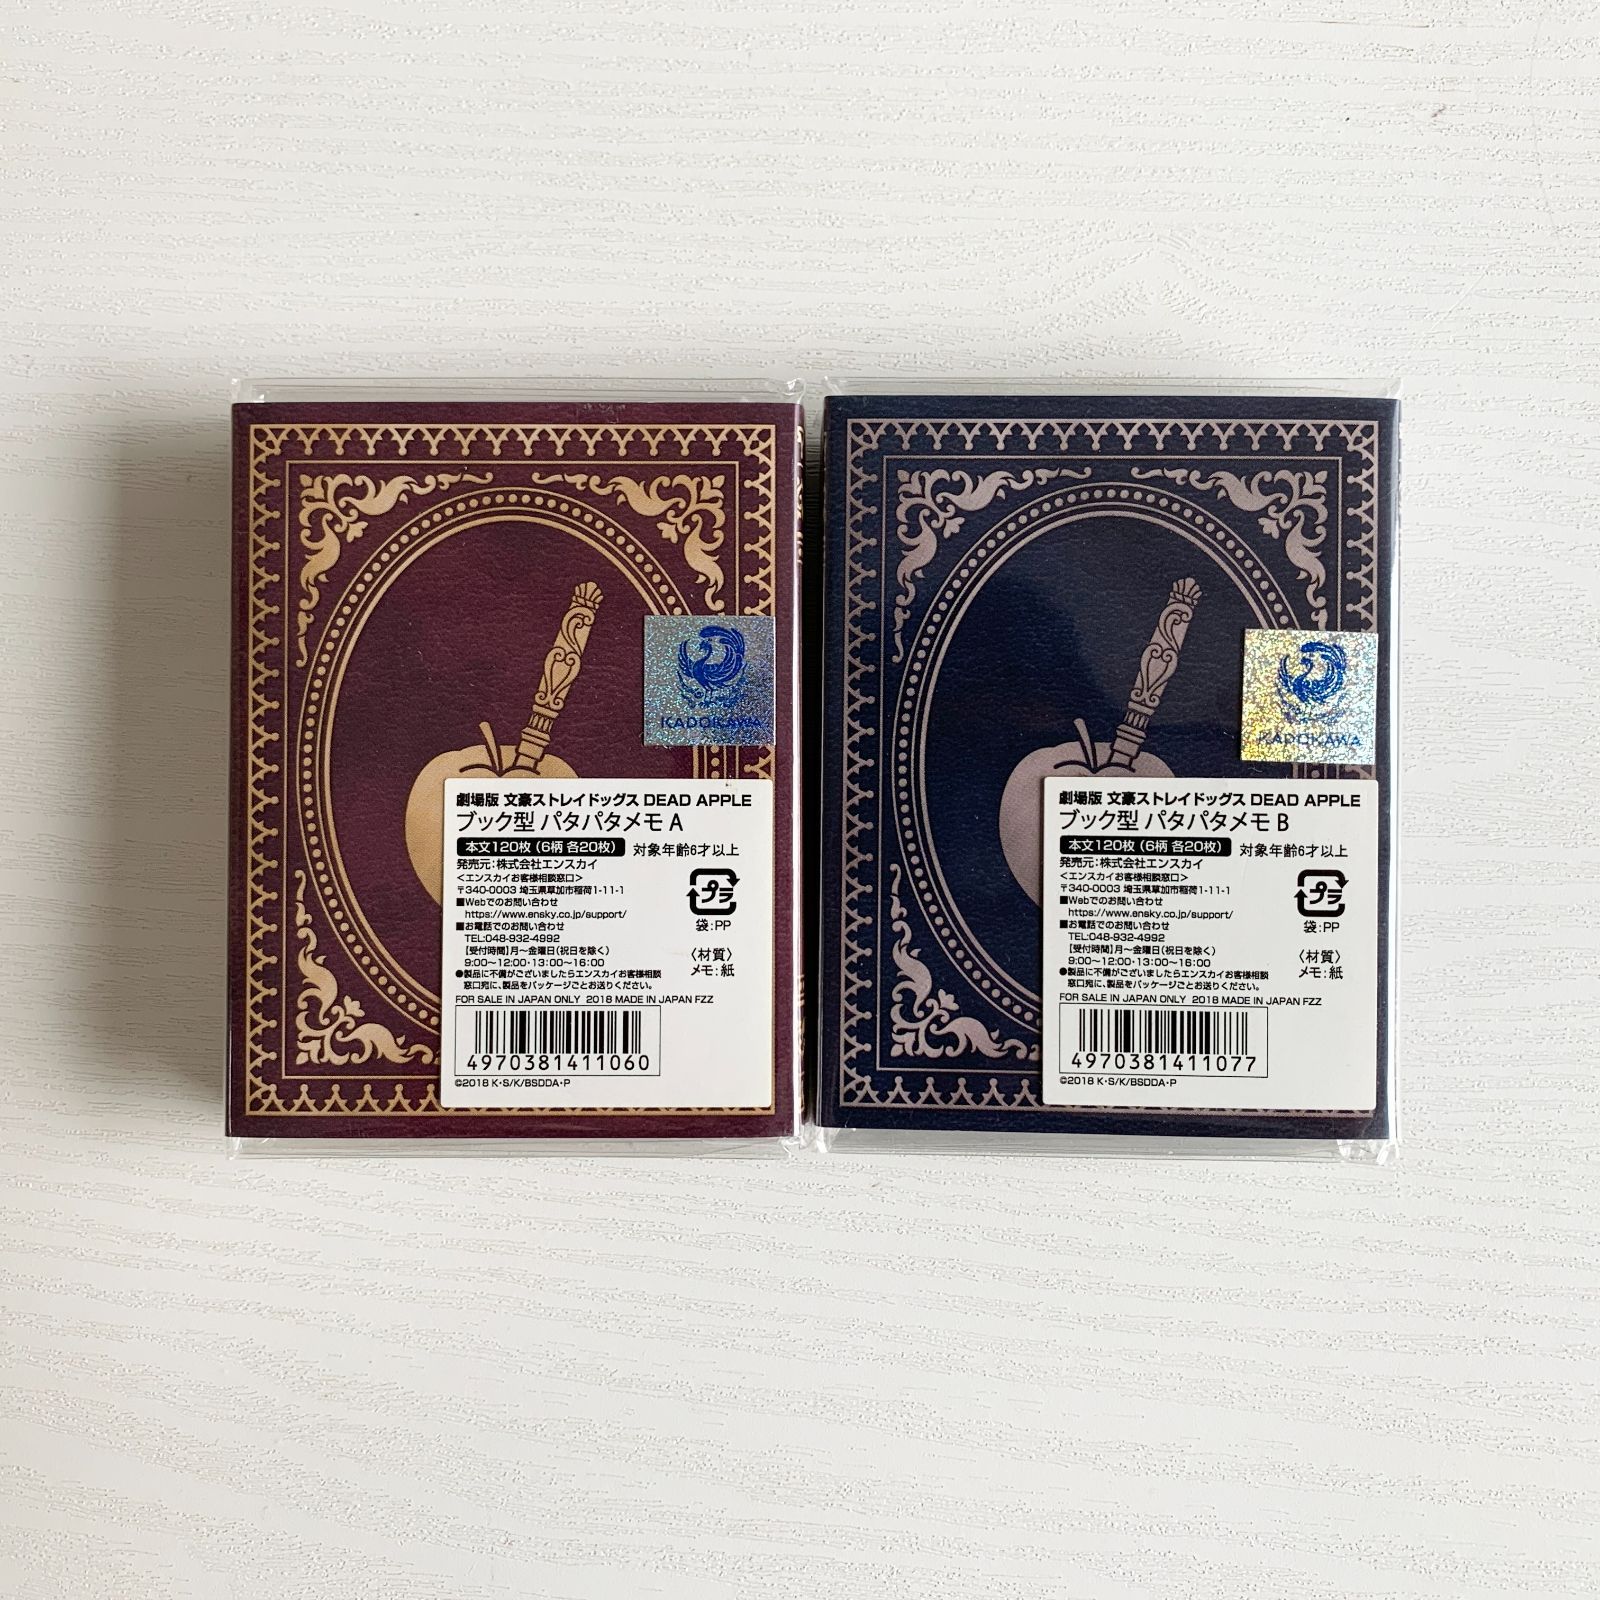 KADOKAWA
劇場版 文豪ストレイドッグス DEAD APPLE
ブック型 パタパタメモ A
本文120枚(6柄 各20枚) 対象年齢6才以上
発売元:株式会社エンスカイ
<エンスカイお客様相談窓口>
〒340-0003 埼玉県草加市稲荷1-11-1
■Webでのお問い合わせ
https://www.ensky.co.jp/support/
■お電話でのお問い合わせ
TEL:048-932-4992
【受付時間】月〜金曜日(祝日を除く)
9:00〜12:00・13:00〜16:00
●製品に不備がございましたらエンスカイお客様相談
窓口宛に、製品をパッケージごとお送りください。
プラ
袋:PP
〈材質〉
メモ:紙
FOR SALE IN JAPAN ONLY 2018 MADE IN JAPAN FZZ
4970381411060
©2018 K・S/K/BSDDA・P
KADOKAWA
劇場版 文豪ストレイドッグス DEAD APPLE
ブック型 パタパタメモ B
本文120枚(6柄 各20枚) 対象年齢6才以上
発売元:株式会社エンスカイ
<エンスカイお客様相談窓口>
〒340-0003 埼玉県草加市稲荷1-11-1
■Webでのお問い合わせ
https://www.ensky.co.jp/support/
■お電話でのお問い合わせ
TEL:048-932-4992
【受付時間】月〜金曜日(祝日を除く)
9:00〜12:00・13:00〜16:00
●製品に不備がございましたらエンスカイお客様相談
窓口宛に、製品をパッケージごとお送りください。
プラ
袋:PP
〈材質〉
メモ:紙
FOR SALE IN JAPAN ONLY 2018 MADE IN JAPAN FZZ
4970381411077
©2018 K・S/K/BSDDA・P